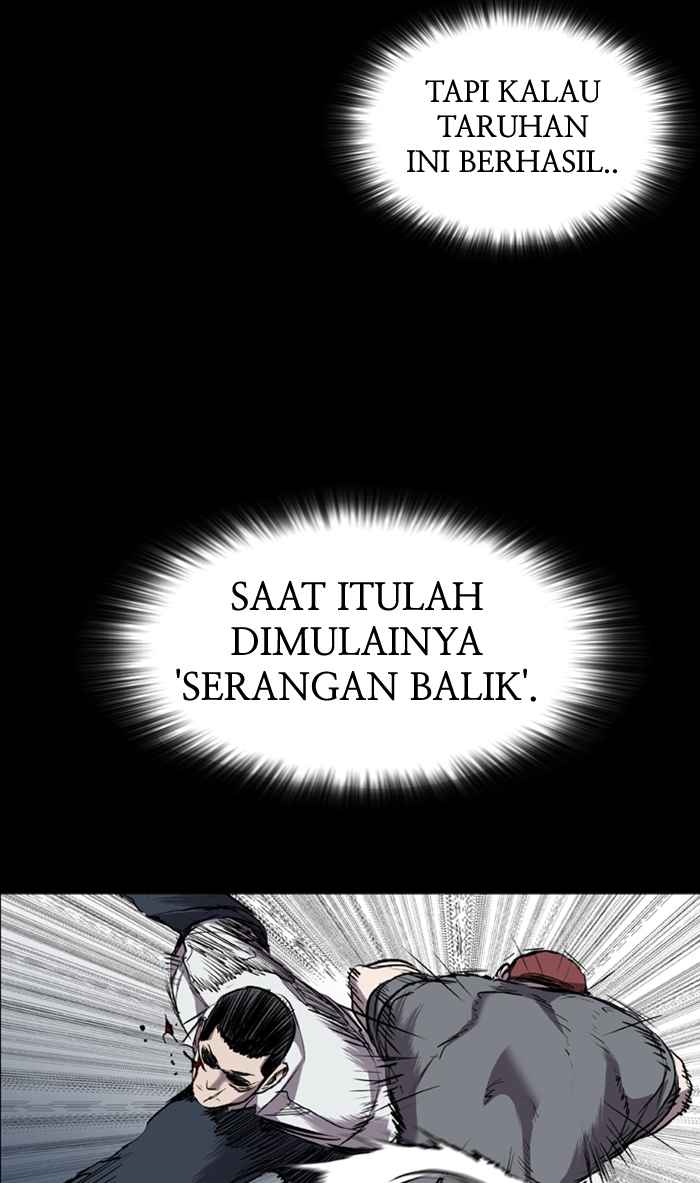 TAPI KALAU
TARUHAN
INI BERHASIL..
SAAT ITULAH
DIMULAINYA
'SERANGAN BALIK'.